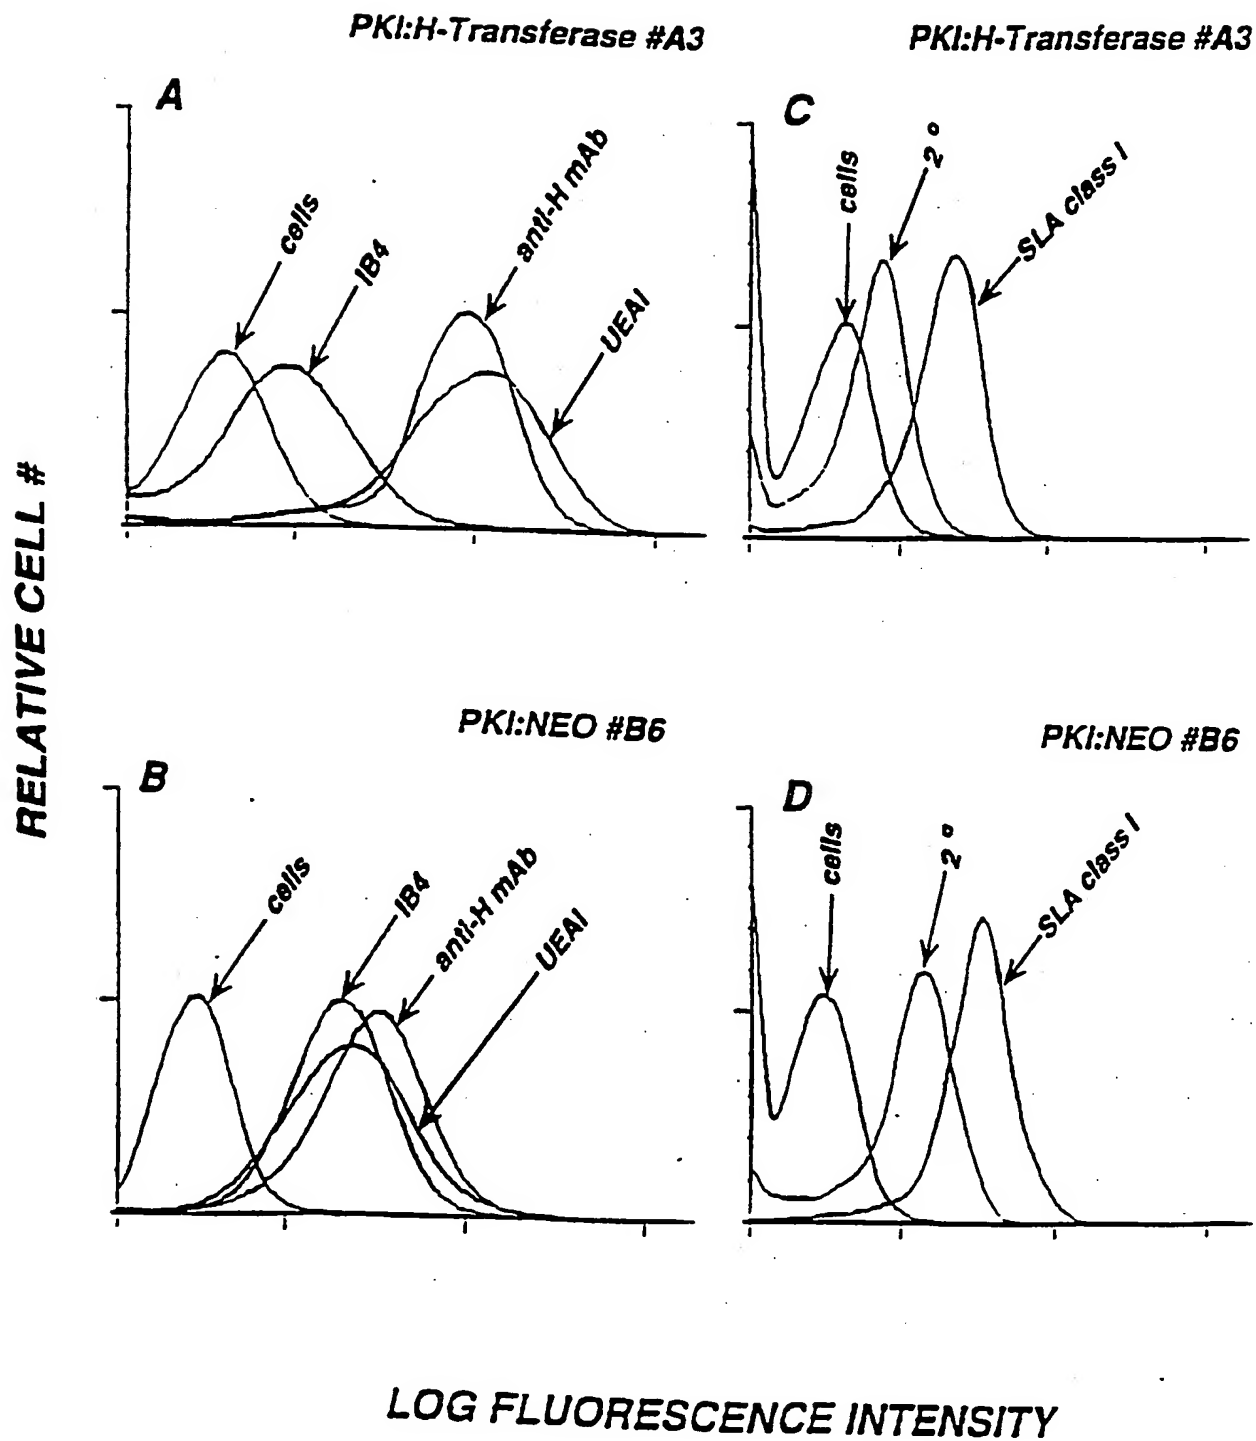 PKI:H-Transferase #A3
PKI:H-Transferase #A3
A
cells
IB4
anti-H mAb
UEAI
C
cells
2°
SLA class I
RELATIVE CELL #
PKI:NEO #B6
PKI:NEO #B6
B
cells
IB4
anti-H mAb
UEAI
D
cells
2°
SLA class I
LOG FLUORESCENCE INTENSITY